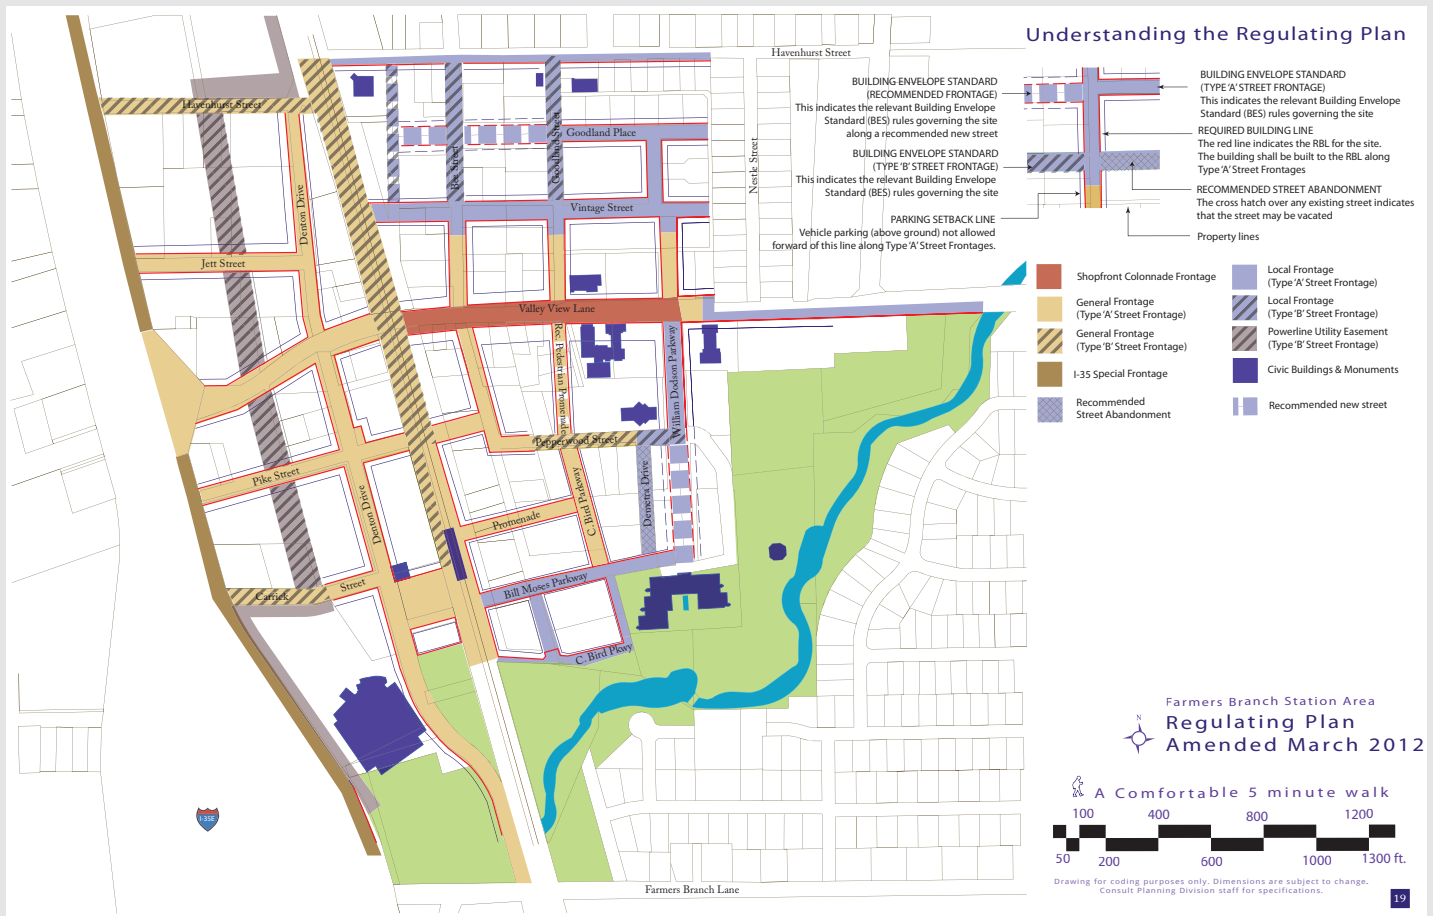 Understanding the Regulating Plan
Havenhurst Street
BUILDING ENVELOPE STANDARD
(RECOMMENDED FRONTAGE)
This indicates the relevant Building Envelope
Standard (BES) rules governing the site
along a recommended new street
BUILDING ENVELOPE STANDARD
(TYPE ‘B’ STREET FRONTAGE)
This indicates the relevant Building Envelope
Standard (BES) rules governing the site
PARKING SETBACK LINE
Vehicle parking (above ground) not allowed
forward of this line along Type ‘A’ Street Frontages.
BUILDING ENVELOPE STANDARD
(TYPE ‘A’ STREET FRONTAGE)
This indicates the relevant Building Envelope
Standard (BES) rules governing the site
REQUIRED BUILDING LINE
The red line indicates the RBL for the site.
The building shall be built to the RBL along
Type ‘A’ Street Frontages
RECOMMENDED STREET ABANDONMENT
The cross hatch over any existing street indicates
that the street may be vacated
Property lines
Shopfront Colonnade Frontage
General Frontage
(Type ‘A’ Street Frontage)
General Frontage
(Type ‘B’ Street Frontage)
I-35 Special Frontage
Recommended
Street Abandonment
Local Frontage
(Type ‘A’ Street Frontage)
Local Frontage
(Type ‘B’ Street Frontage)
Powerline Utility Easement
(Type ‘B’ Street Frontage)
Civic Buildings & Monuments
Recommended new street
Havenhurst Street
Goodland Place
Goodland Street
Bee Street
Nestle Street
Vintage Street
Denton Drive
Jett Street
Valley View Lane
Rec. Pedestrian Promenade
William Dodson Parkway
Pepperwood Street
Pike Street
Denton Drive
Demetra Drive
C. Bird Parkway
Promenade
Bill Moses Parkway
Carrick
Street
C. Bird Pkwy
I-35E
Farmers Branch Lane
Farmers Branch Station Area
N
Regulating Plan
Amended March 2012
A Comfortable 5 minute walk
100 400 800 1200
50 200 600 1000 1300 ft.
Drawing for coding purposes only. Dimensions are subject to change.
Consult Planning Division staff for specifications.
19